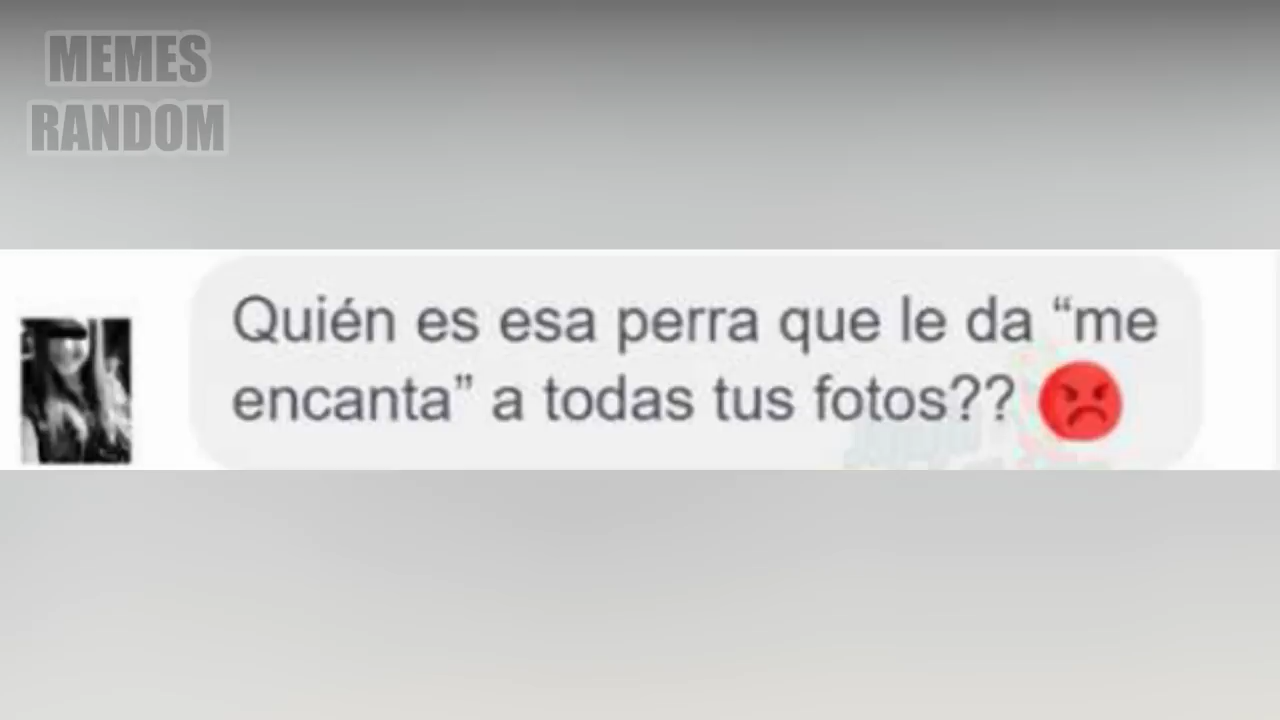 MEMES
RANDOM
Quién es esa perra que le da “me
encanta” a todas tus fotos?? 😡